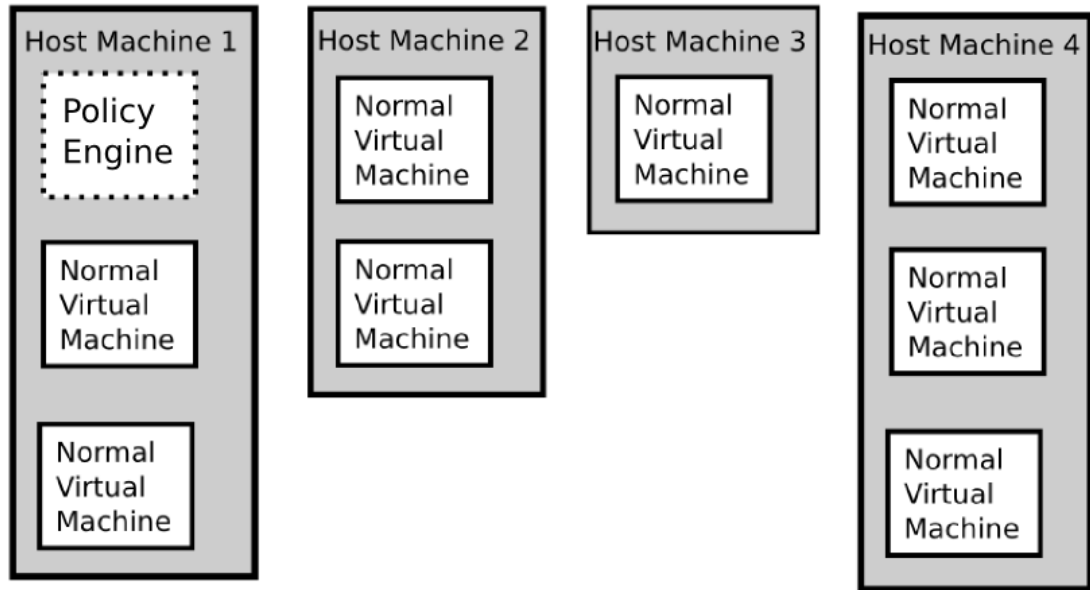 Host Machine 1
Policy
Engine
Normal
Virtual
Machine
Normal
Virtual
Machine
Host Machine 2
Normal
Virtual
Machine
Normal
Virtual
Machine
Host Machine 3
Normal
Virtual
Machine
Host Machine 4
Normal
Virtual
Machine
Normal
Virtual
Machine
Normal
Virtual
Machine